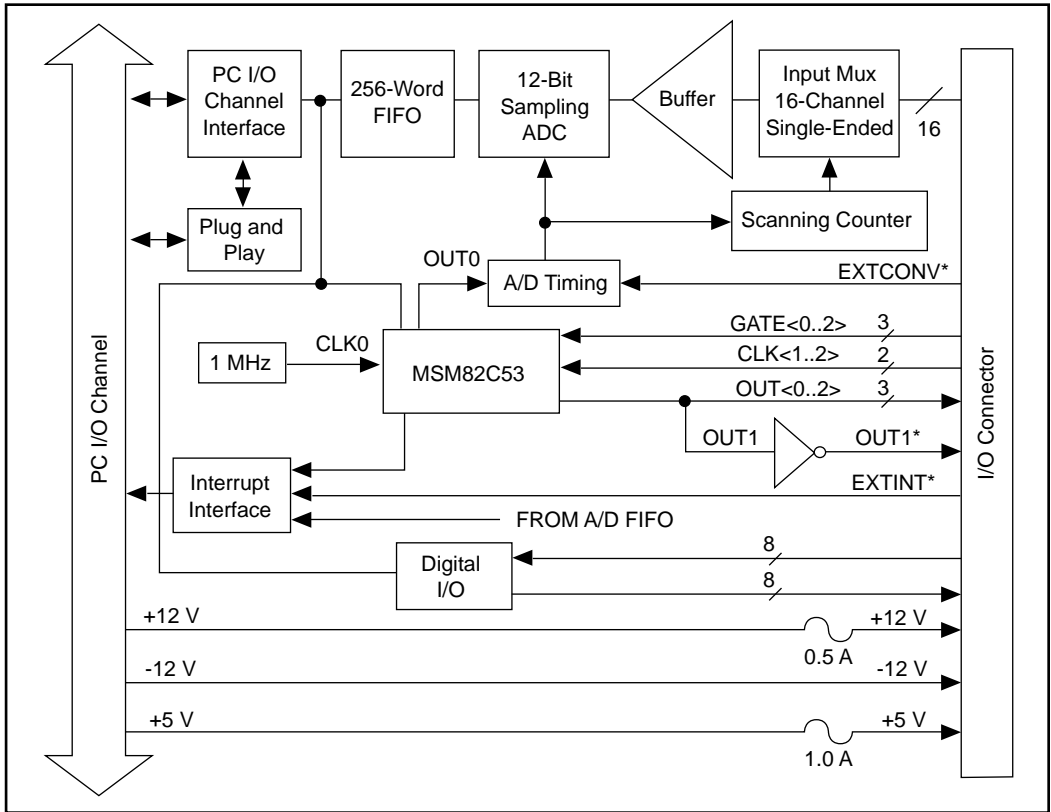 PC I/O
Channel
Interface
256-Word
FIFO
12-Bit
Sampling
ADC
Buffer
Input Mux
16-Channel
Single-Ended
16
Plug and
Play
Scanning Counter
OUT0
A/D Timing
EXTCONV*
1 MHz
CLK0
MSM82C53
GATE<0..2>
3
CLK<1..2>
2
OUT<0..2>
3
OUT1
OUT1*
PC I/O Channel
I/O Connector
Interrupt
Interface
EXTINT*
FROM A/D FIFO
Digital
I/O
8
8
+12 V
+12 V
0.5 A
-12 V
-12 V
+5 V
+5 V
1.0 A